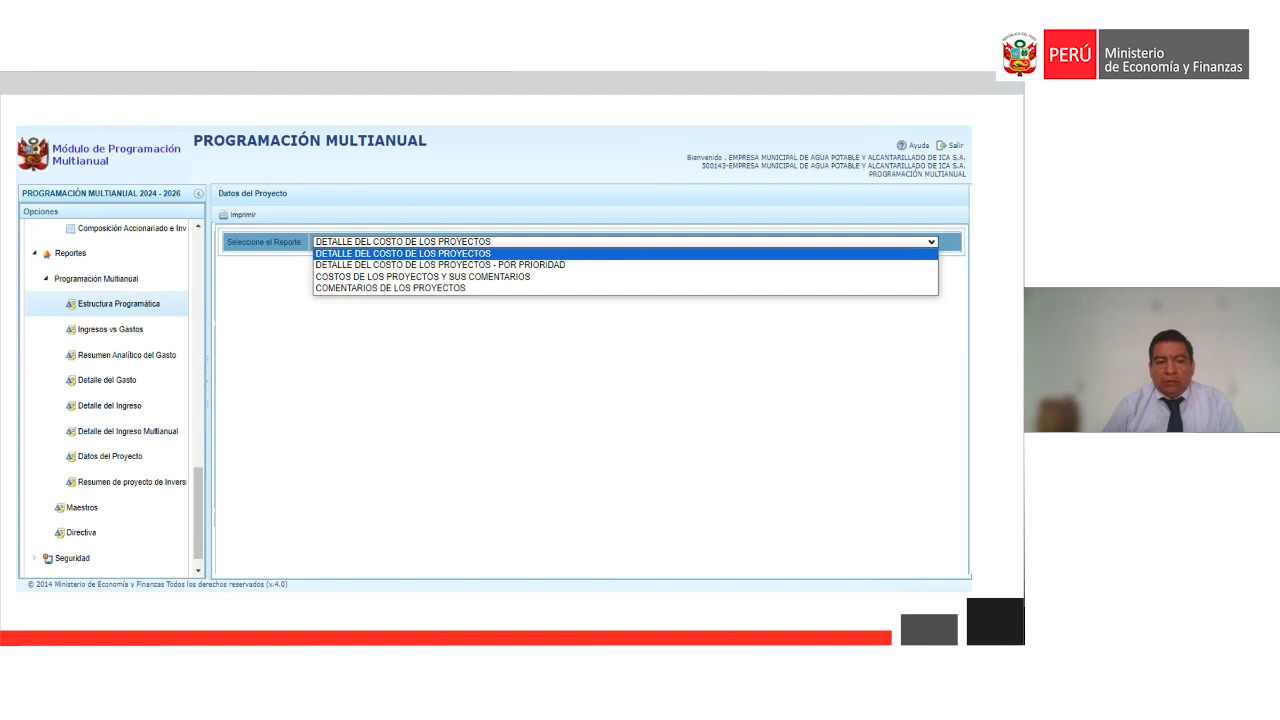 REPÚBLICA DEL PERÚ
PERÚ
Ministerio
de Economía y Finanzas
Módulo de Programación
Multianual
PROGRAMACIÓN MULTIANUAL
Ayuda
Salir
Bienvenido , EMPRESA MUNICIPAL DE AGUA POTABLE Y ALCANTARILLADO DE ICA S.A.
500143-EMPRESA MUNICIPAL DE AGUA POTABLE Y ALCANTARILLADO DE ICA S.A.
PROGRAMACIÓN MULTIANUAL
PROGRAMACIÓN MULTIANUAL 2024 - 2026
Opciones
Composición Accionariado e Inv
Reportes
Programación Multianual
Estructura Programática
Ingresos vs Gastos
Resumen Analítico del Gasto
Detalle del Gasto
Detalle del Ingreso
Detalle del Ingreso Multianual
Datos del Proyecto
Resumen de proyecto de Invers
Maestros
Directiva
Seguridad
Datos del Proyecto
Imprimir
Seleccione el Reporte:
DETALLE DEL COSTO DE LOS PROYECTOS
DETALLE DEL COSTO DE LOS PROYECTOS
DETALLE DEL COSTO DE LOS PROYECTOS - POR PRIORIDAD
COSTOS DE LOS PROYECTOS Y SUS COMENTARIOS
COMENTARIOS DE LOS PROYECTOS
© 2014 Ministerio de Economía y Finanzas Todos los derechos reservados (v.4.0)